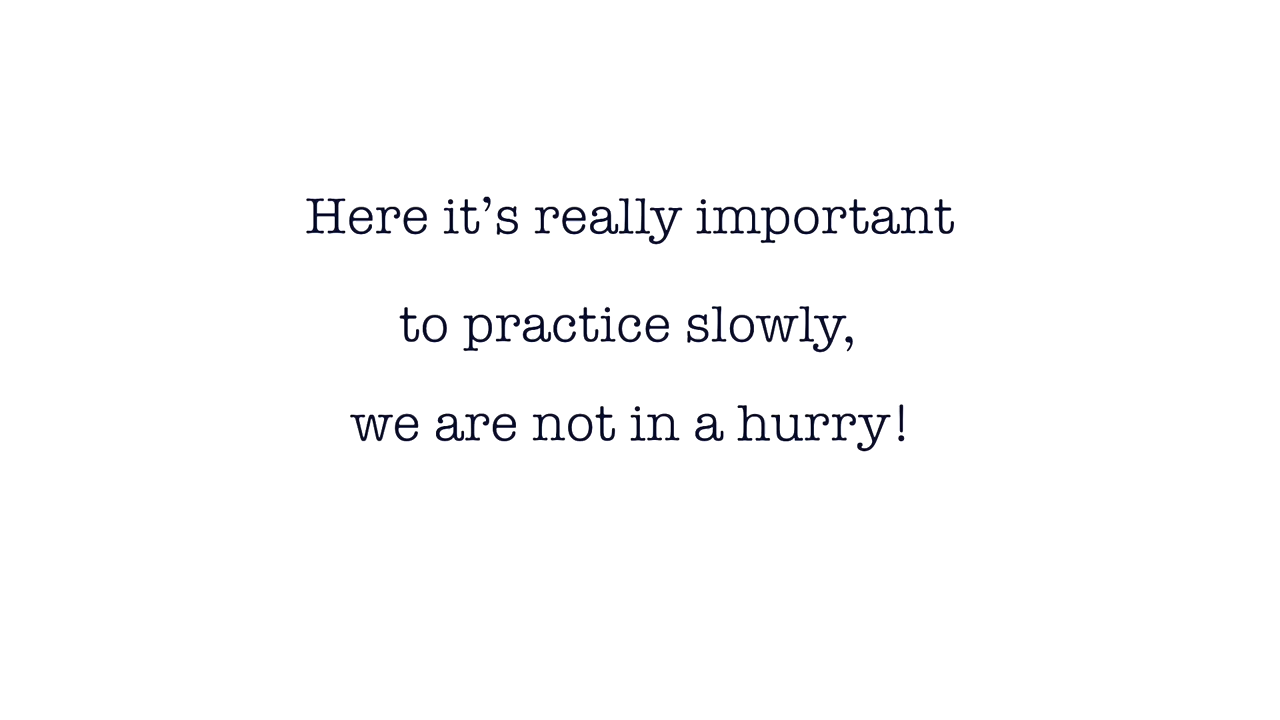 Here it’s really important
to practice slowly,
we are not in a hurry!